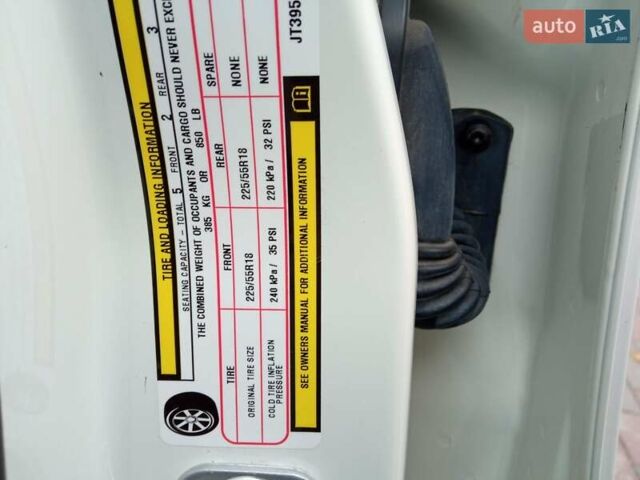 auto RIA .com
TIRE AND LOADING INFORMATION
SEATING CAPACITY - TOTAL 5 FRONT 2 REAR 3
THE COMBINED WEIGHT OF OCCUPANTS AND CARGO SHOULD NEVER EXC
385 KG OR 850 LB
TIRE FRONT REAR SPARE
ORIGINAL TIRE SIZE 225/55R18 225/55R18 NONE
COLD TIRE INFLATION PRESSURE 240 kPa / 35 PSI 220 kPa / 32 PSI NONE
SEE OWNERS MANUAL FOR ADDITIONAL INFORMATION
JT395